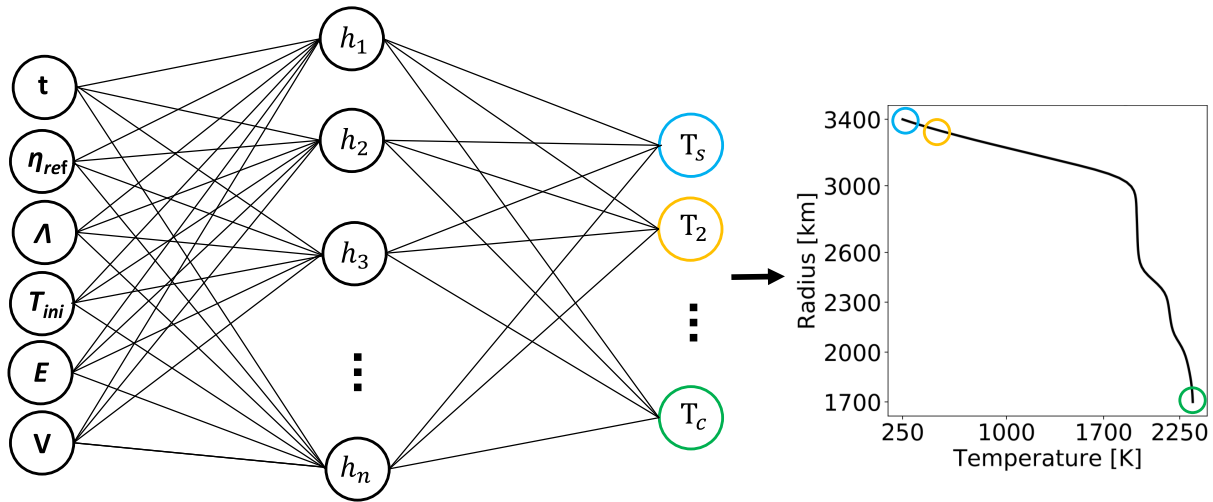 t
η_ref
Λ
T_ini
E
V
h_1
h_2
h_3
h_n
T_s
T_2
T_c
3400
3000
2600
2300
2000
1700
Radius [km]
250 1000 1700 2250
Temperature [K]